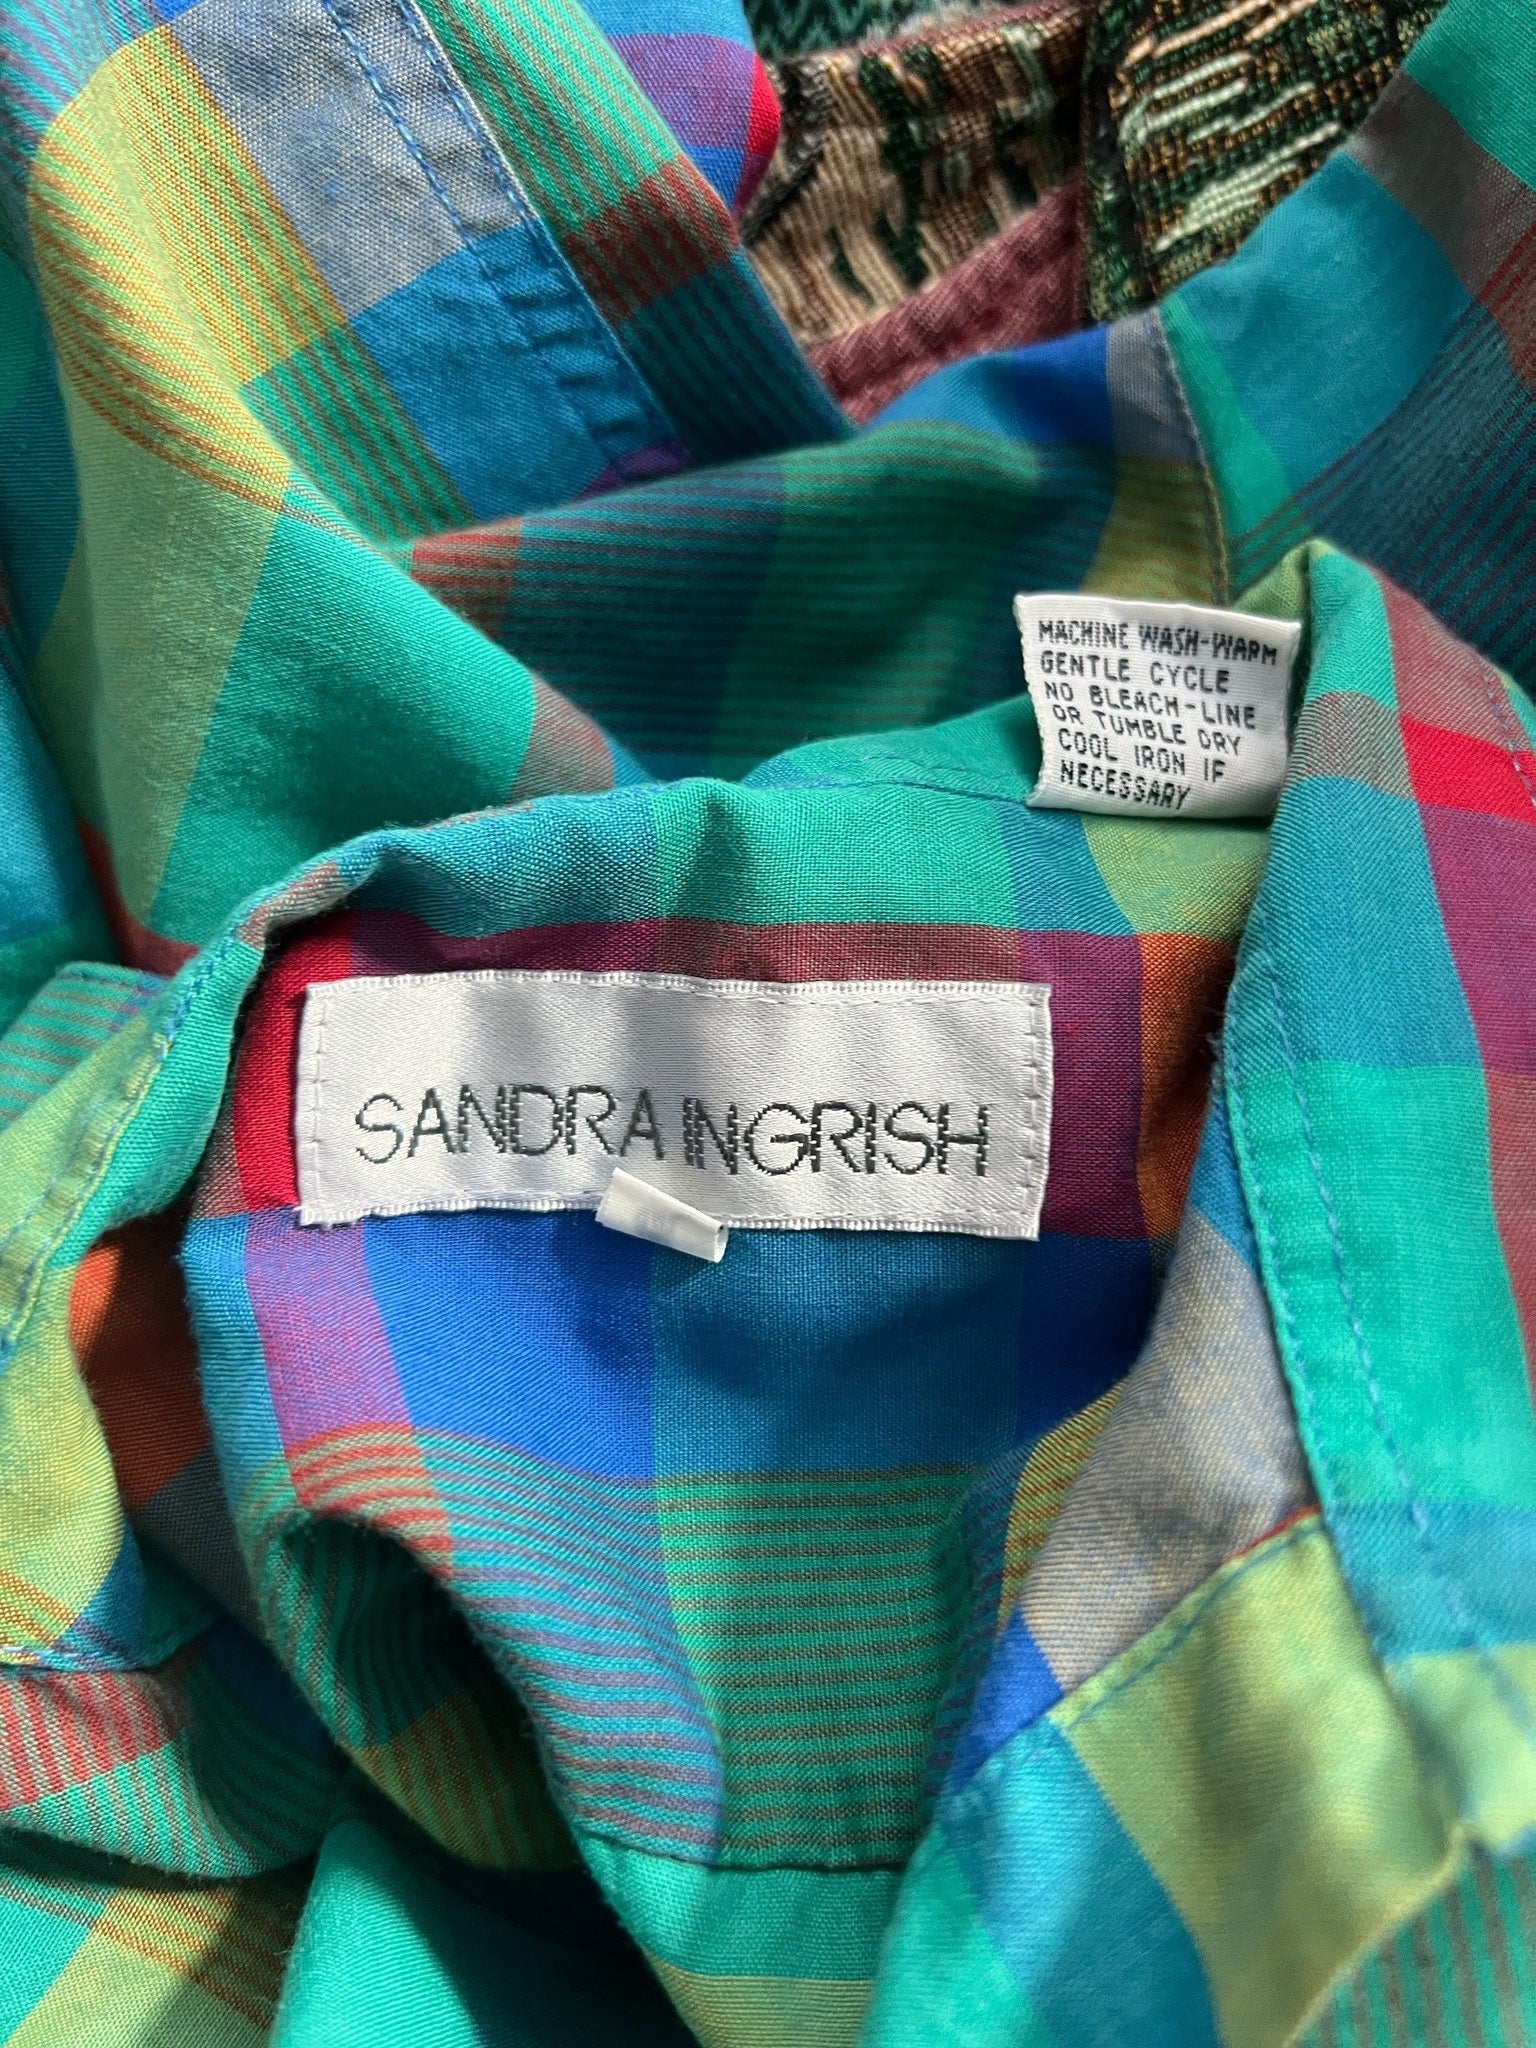 MACHINE WASH-WARM
GENTLE CYCLE
NO BLEACH-LINE
OR TUMBLE DRY
COOL IRON IF
NECESSARY
SANDRA INGRISH